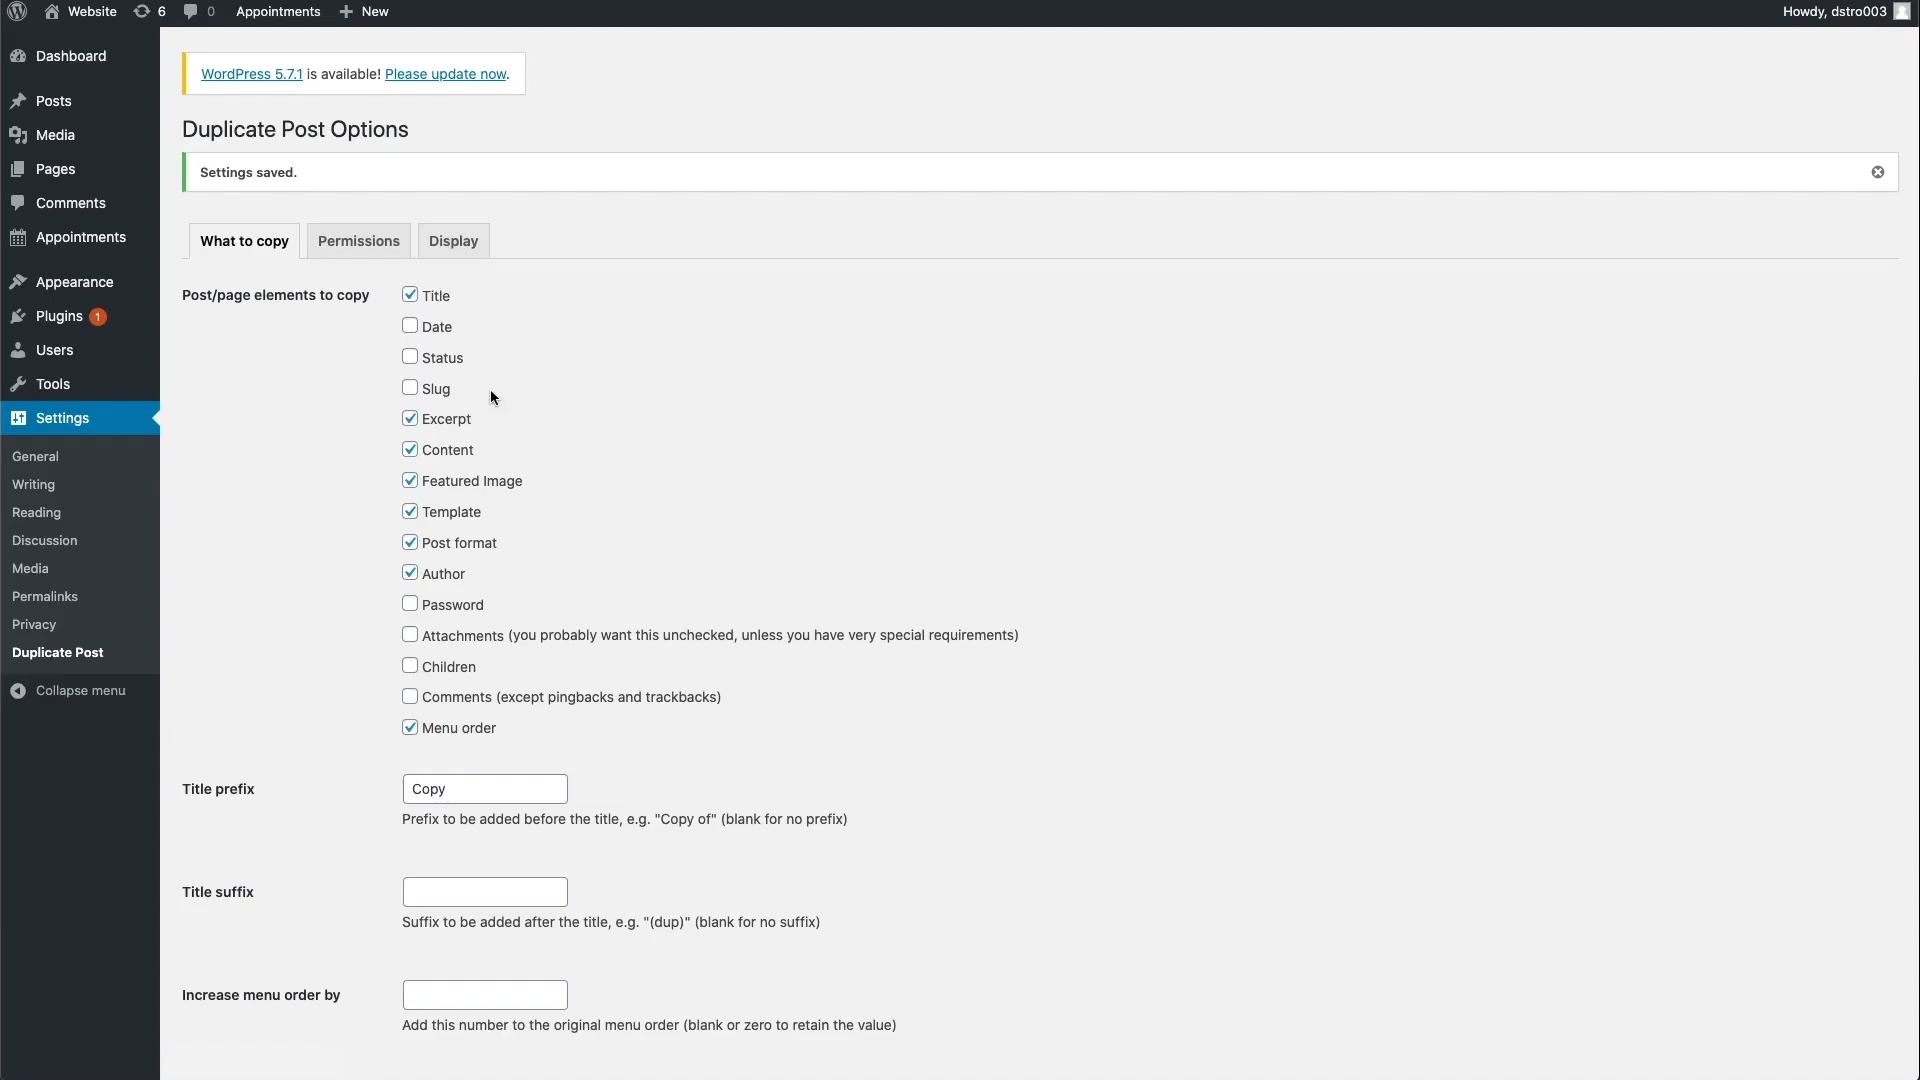 Website 6 0 Appointments New Howdy, dstro003
Dashboard
Posts
Media
Pages
Comments
Appointments
Appearance
Plugins 1
Users
Tools
Settings
General
Writing
Reading
Discussion
Media
Permalinks
Privacy
Duplicate Post
Collapse menu
WordPress 5.7.1 is available! Please update now.
Duplicate Post Options
Settings saved.
What to copy Permissions Display
Post/page elements to copy
Title
Date
Status
Slug
Excerpt
Content
Featured Image
Template
Post format
Author
Password
Attachments (you probably want this unchecked, unless you have very special requirements)
Children
Comments (except pingbacks and trackbacks)
Menu order
Title prefix
Copy
Prefix to be added before the title, e.g. "Copy of" (blank for no prefix)
Title suffix
Suffix to be added after the title, e.g. "(dup)" (blank for no suffix)
Increase menu order by
Add this number to the original menu order (blank or zero to retain the value)